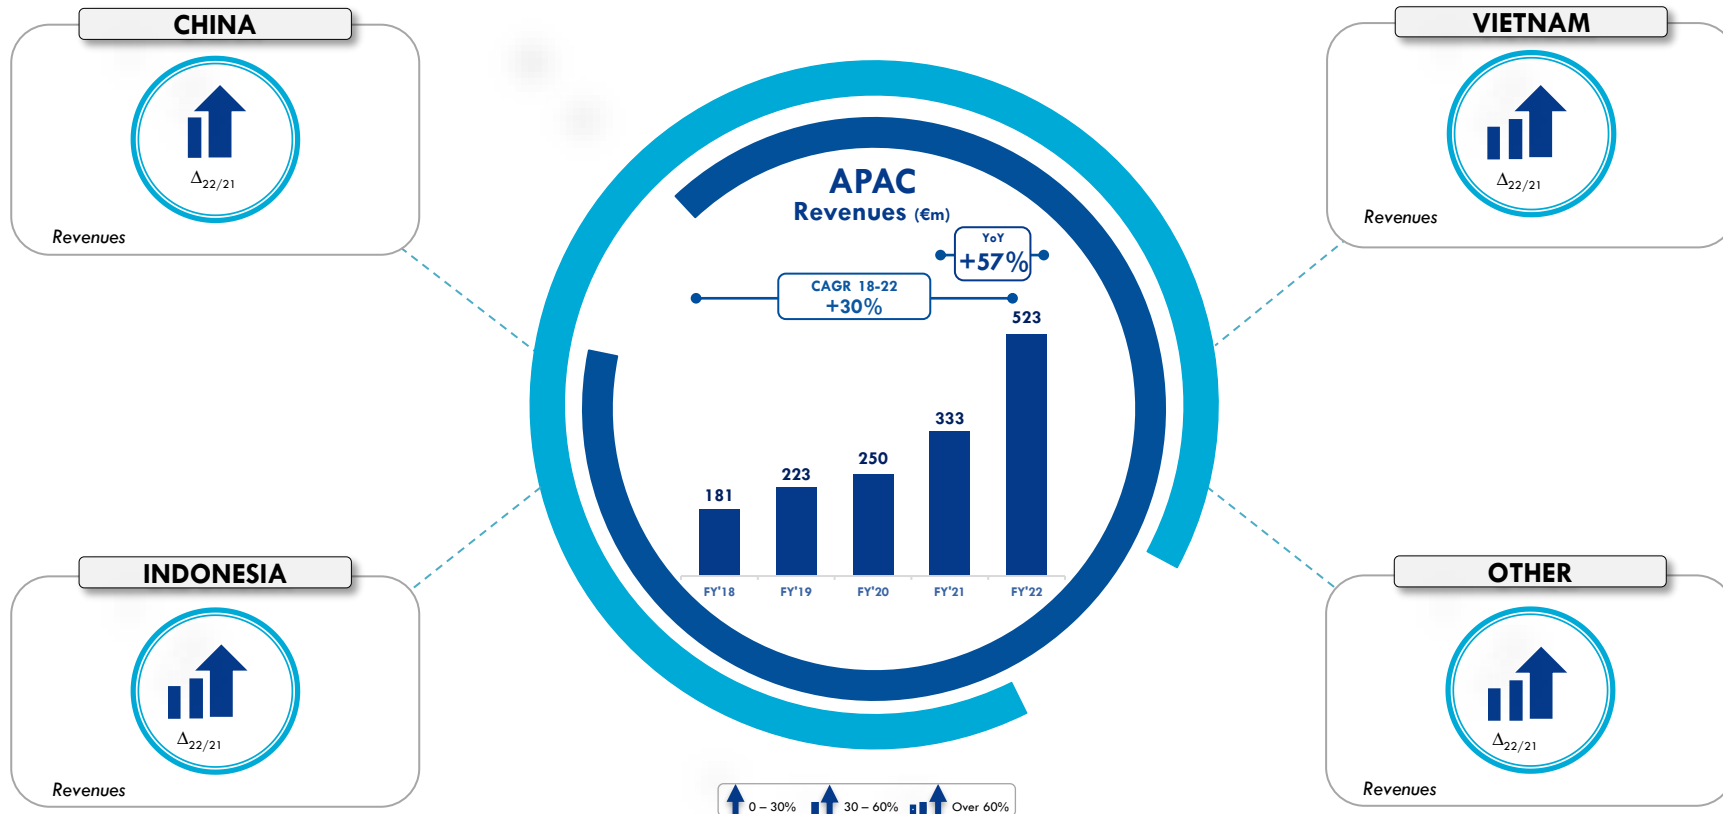 CHINA
Δ22/21
Revenues
VIETNAM
Δ22/21
Revenues
APAC
Revenues (€m)
YoY
+57%
CAGR 18-22
+30%
523
333
250
223
181
FY'18 FY'19 FY'20 FY'21 FY'22
INDONESIA
Δ22/21
Revenues
OTHER
Δ22/21
Revenues
0 – 30% 30 – 60% Over 60%